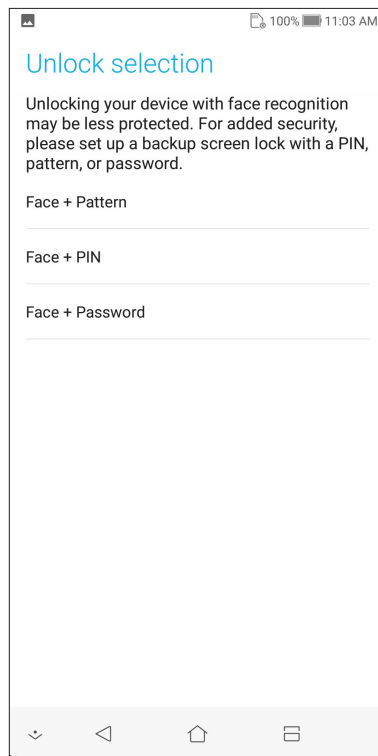 100% 11:03 AM
Unlock selection
Unlocking your device with face recognition
may be less protected. For added security,
please set up a backup screen lock with a PIN,
pattern, or password.
Face + Pattern
Face + PIN
Face + Password